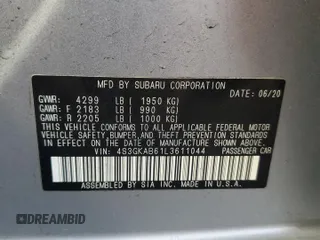 MFD BY SUBARU CORPORATION
GVWR: 4299 LB ( 1950 KG) DATE: 06/20
GAWR: F 2183 LB ( 990 KG)
GAWR: R 2205 LB ( 1000 KG)
THIS VEHICLE CONFORMS TO ALL APPLICABLE
FEDERAL MOTOR VEHICLE
SAFETY, BUMPER, AND THEFT PREVENTION STANDARDS IN
EFFECT ON THE DATE OF MANUFACTURE SHOWN ABOVE.
VIN: 4S3GKAB61L3611044 PASSENGER CAR
ASSEMBLED BY SIA INC. MADE IN U.S.A.
© DREAMBID